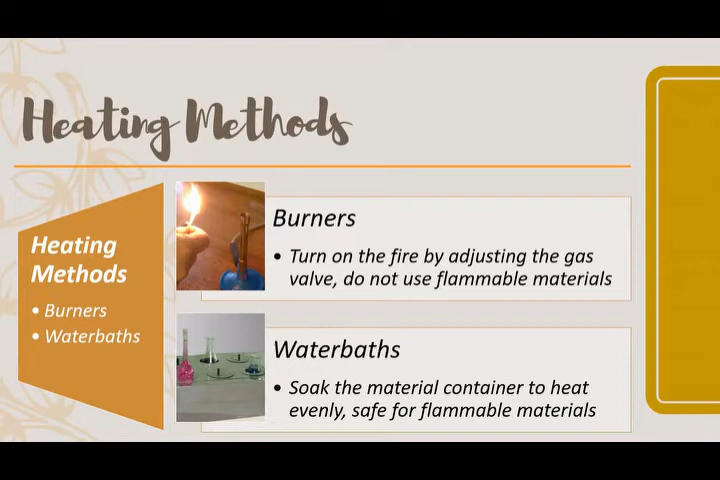 Heating Methods
Heating
Methods
• Burners
• Waterbaths
Burners
• Turn on the fire by adjusting the gas
valve, do not use flammable materials
Waterbaths
• Soak the material container to heat
evenly, safe for flammable materials